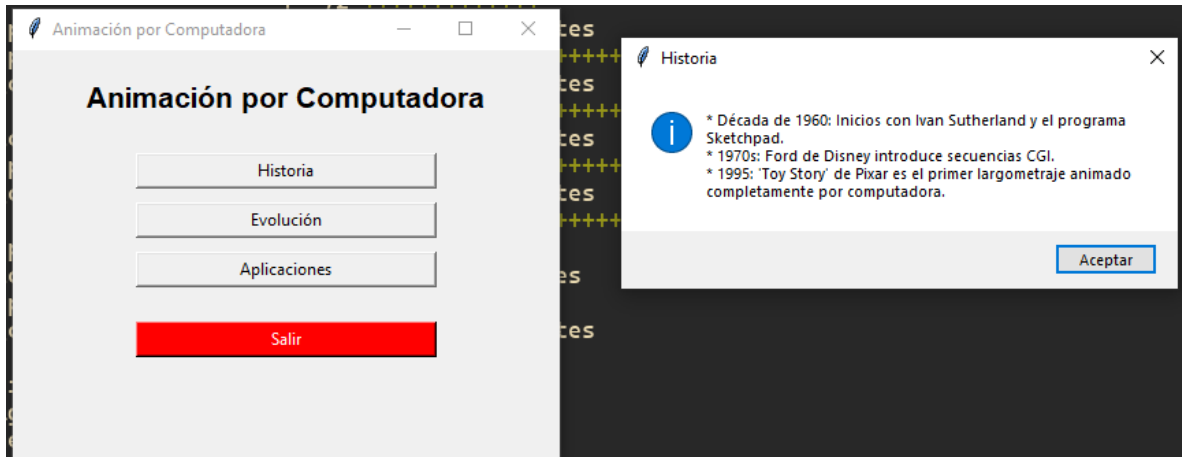 Animación por Computadora
Animación por Computadora
Historia
Evolución
Aplicaciones
Salir
Historia
* Década de 1960: Inicios con Ivan Sutherland y el programa
Sketchpad.
* 1970s: Ford de Disney introduce secuencias CGI.
* 1995: 'Toy Story' de Pixar es el primer largometraje animado
completamente por computadora.
Aceptar